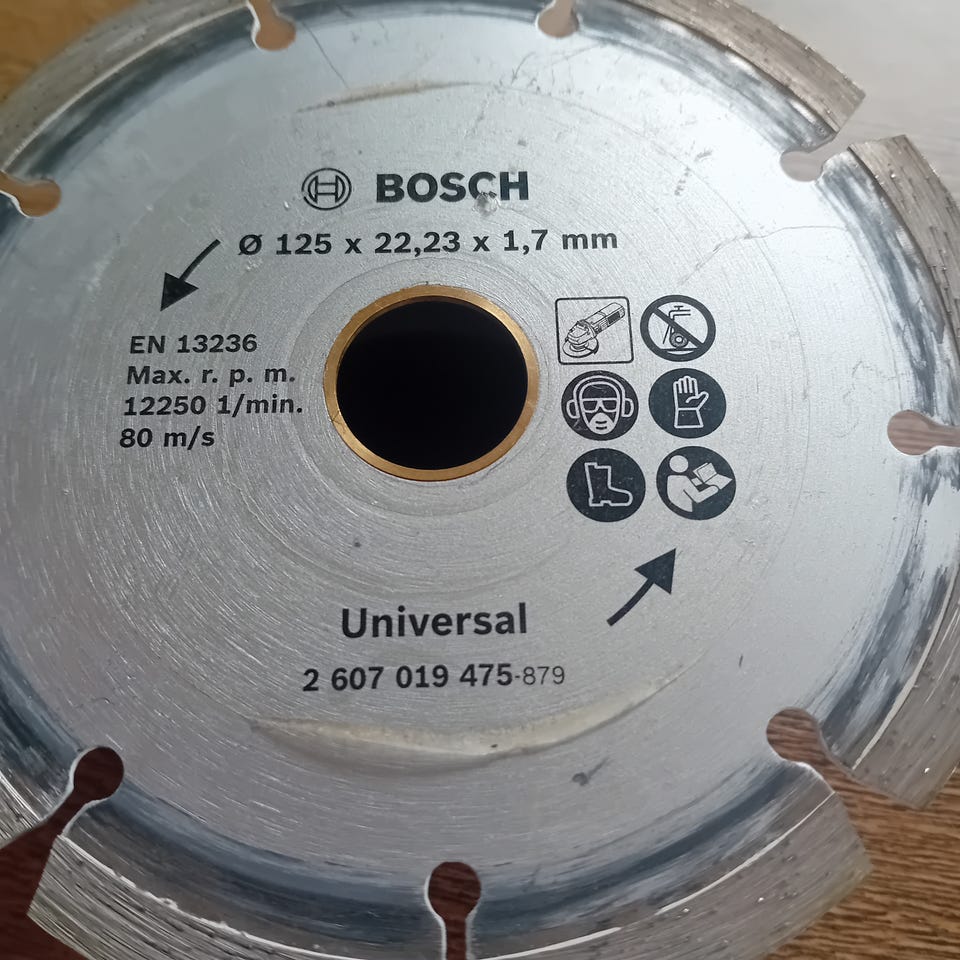 BOSCH
Ø 125 x 22,23 x 1,7 mm
EN 13236
Max. r. p. m.
12250 1/min.
80 m/s
Universal
2 607 019 475-879